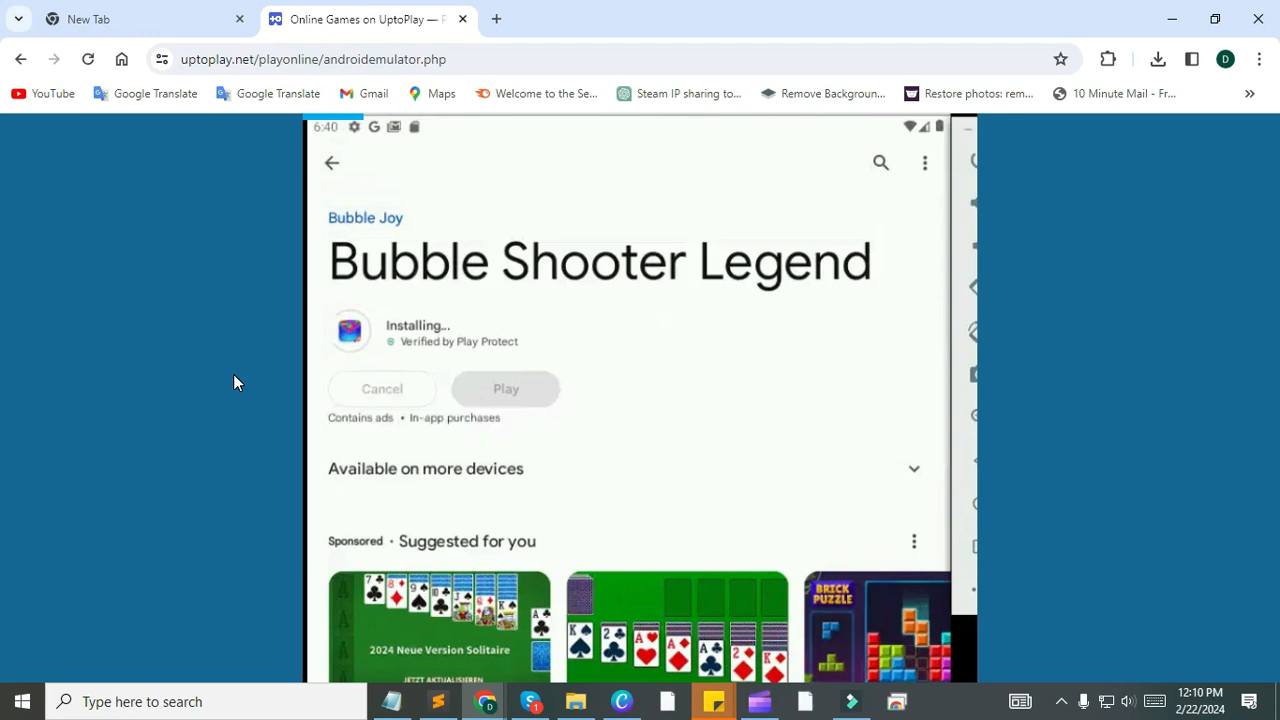 New Tab
Online Games on UptoPlay —
uptoplay.net/playonline/androidemulator.php
D
YouTube
Google Translate
Google Translate
Gmail
Maps
Welcome to the Se...
Steam IP sharing to...
Remove Backgroun...
Restore photos: rem...
10 Minute Mail - Fr...
6:40
Bubble Joy
Bubble Shooter Legend
Installing...
Verified by Play Protect
Cancel
Play
Contains ads • In-app purchases
Available on more devices
Sponsored · Suggested for you
2024 Neue Version Solitaire
JETZT AKTUALISIEREN
BRICK
PUZZLE
Type here to search
12:10 PM
2/22/2024